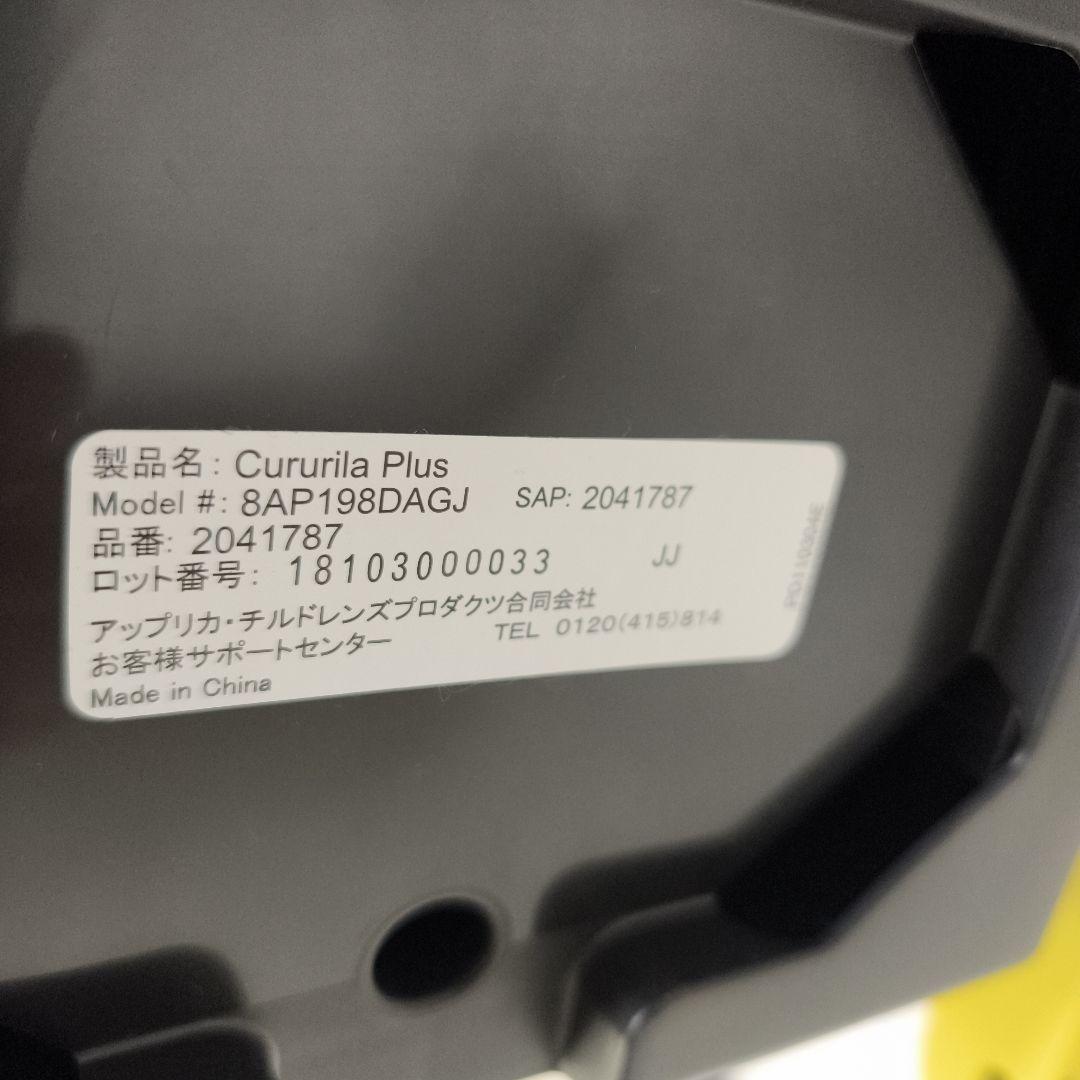 製品名: Cururila Plus
Model #: 8AP198DAGJ SAP: 2041787
品番: 2041787
ロット番号: 18103000033 JJ
アップリカ・チルドレンズプロダクツ合同会社
お客様サポートセンター TEL 0120(415)814
Made in China